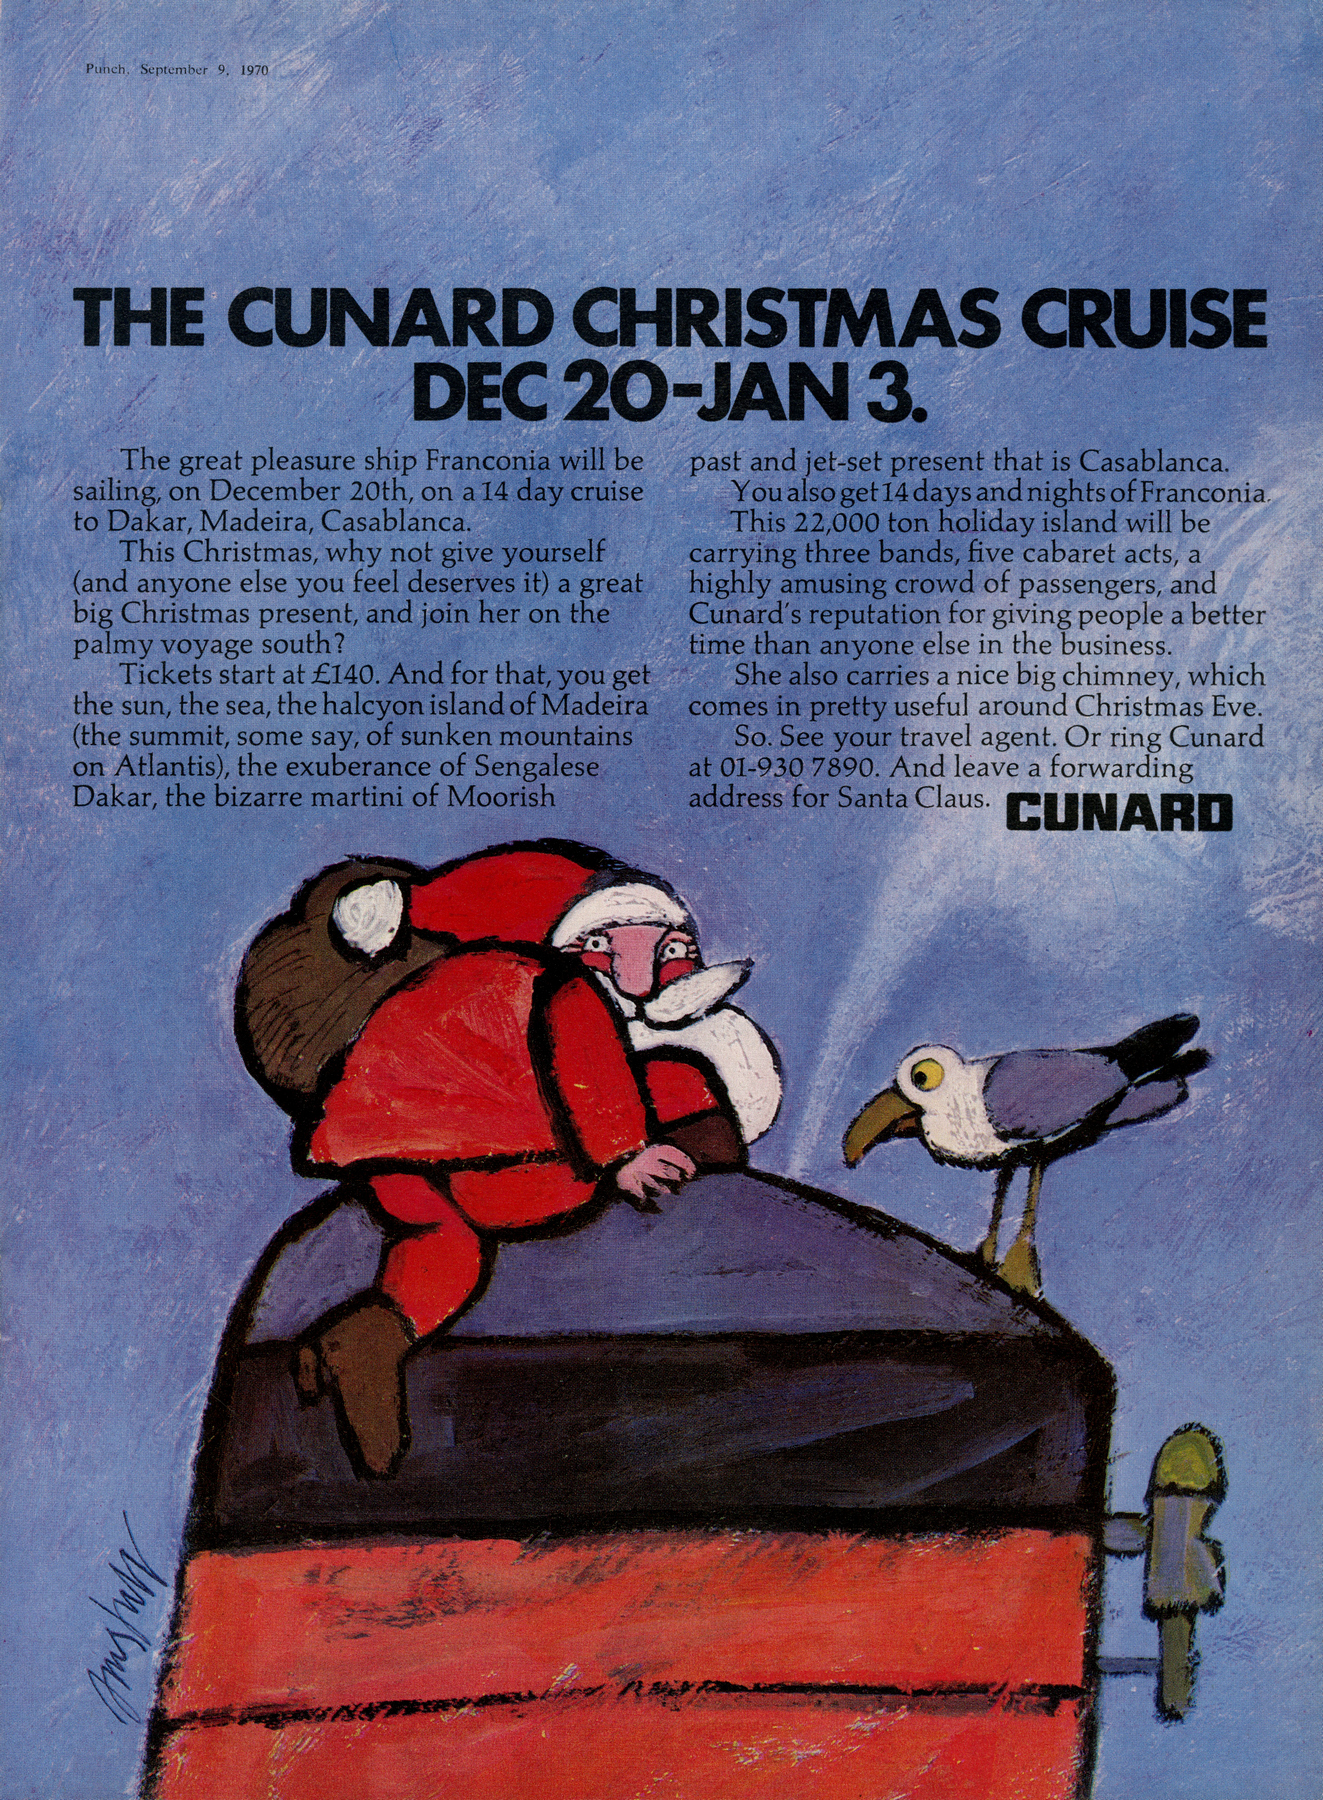 Punch, September 9, 1970
THE CUNARD CHRISTMAS CRUISE
DEC 20-JAN 3.
The great pleasure ship Franconia will be
sailing, on December 20th, on a 14 day cruise
to Dakar, Madeira, Casablanca.
This Christmas, why not give yourself
(and anyone else you feel deserves it) a great
big Christmas present, and join her on the
palmy voyage south?
Tickets start at £140. And for that, you get
the sun, the sea, the halcyon island of Madeira
(the summit, some say, of sunken mountains
on Atlantis), the exuberance of Sengalese
Dakar, the bizarre martini of Moorish
past and jet-set present that is Casablanca.
You also get 14 days and nights of Franconia.
This 22,000 ton holiday island will be
carrying three bands, five cabaret acts, a
highly amusing crowd of passengers, and
Cunard's reputation for giving people a better
time than anyone else in the business.
She also carries a nice big chimney, which
comes in pretty useful around Christmas Eve.
So. See your travel agent. Or ring Cunard
at 01-930 7890. And leave a forwarding
address for Santa Claus.
CUNARD